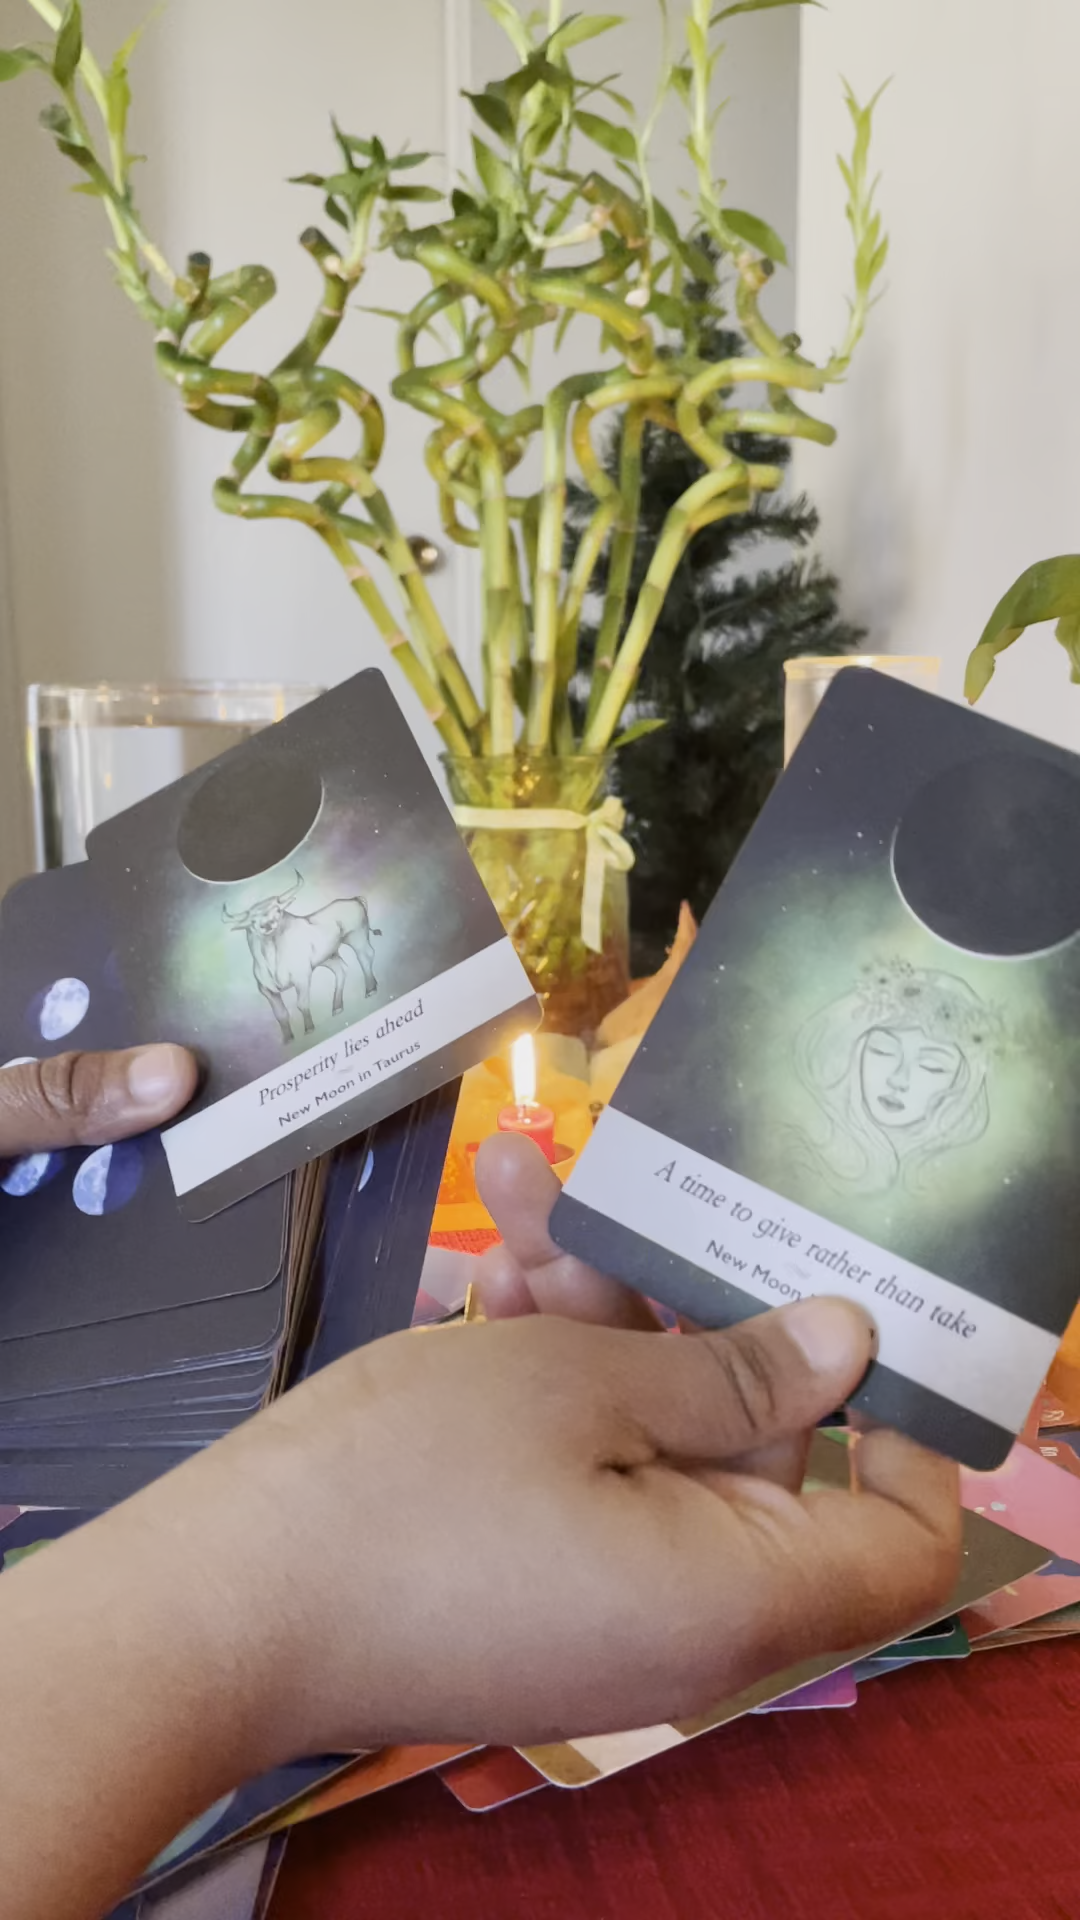 Prosperity lies ahead
New Moon in Taurus
A time to give rather than take
New Moon